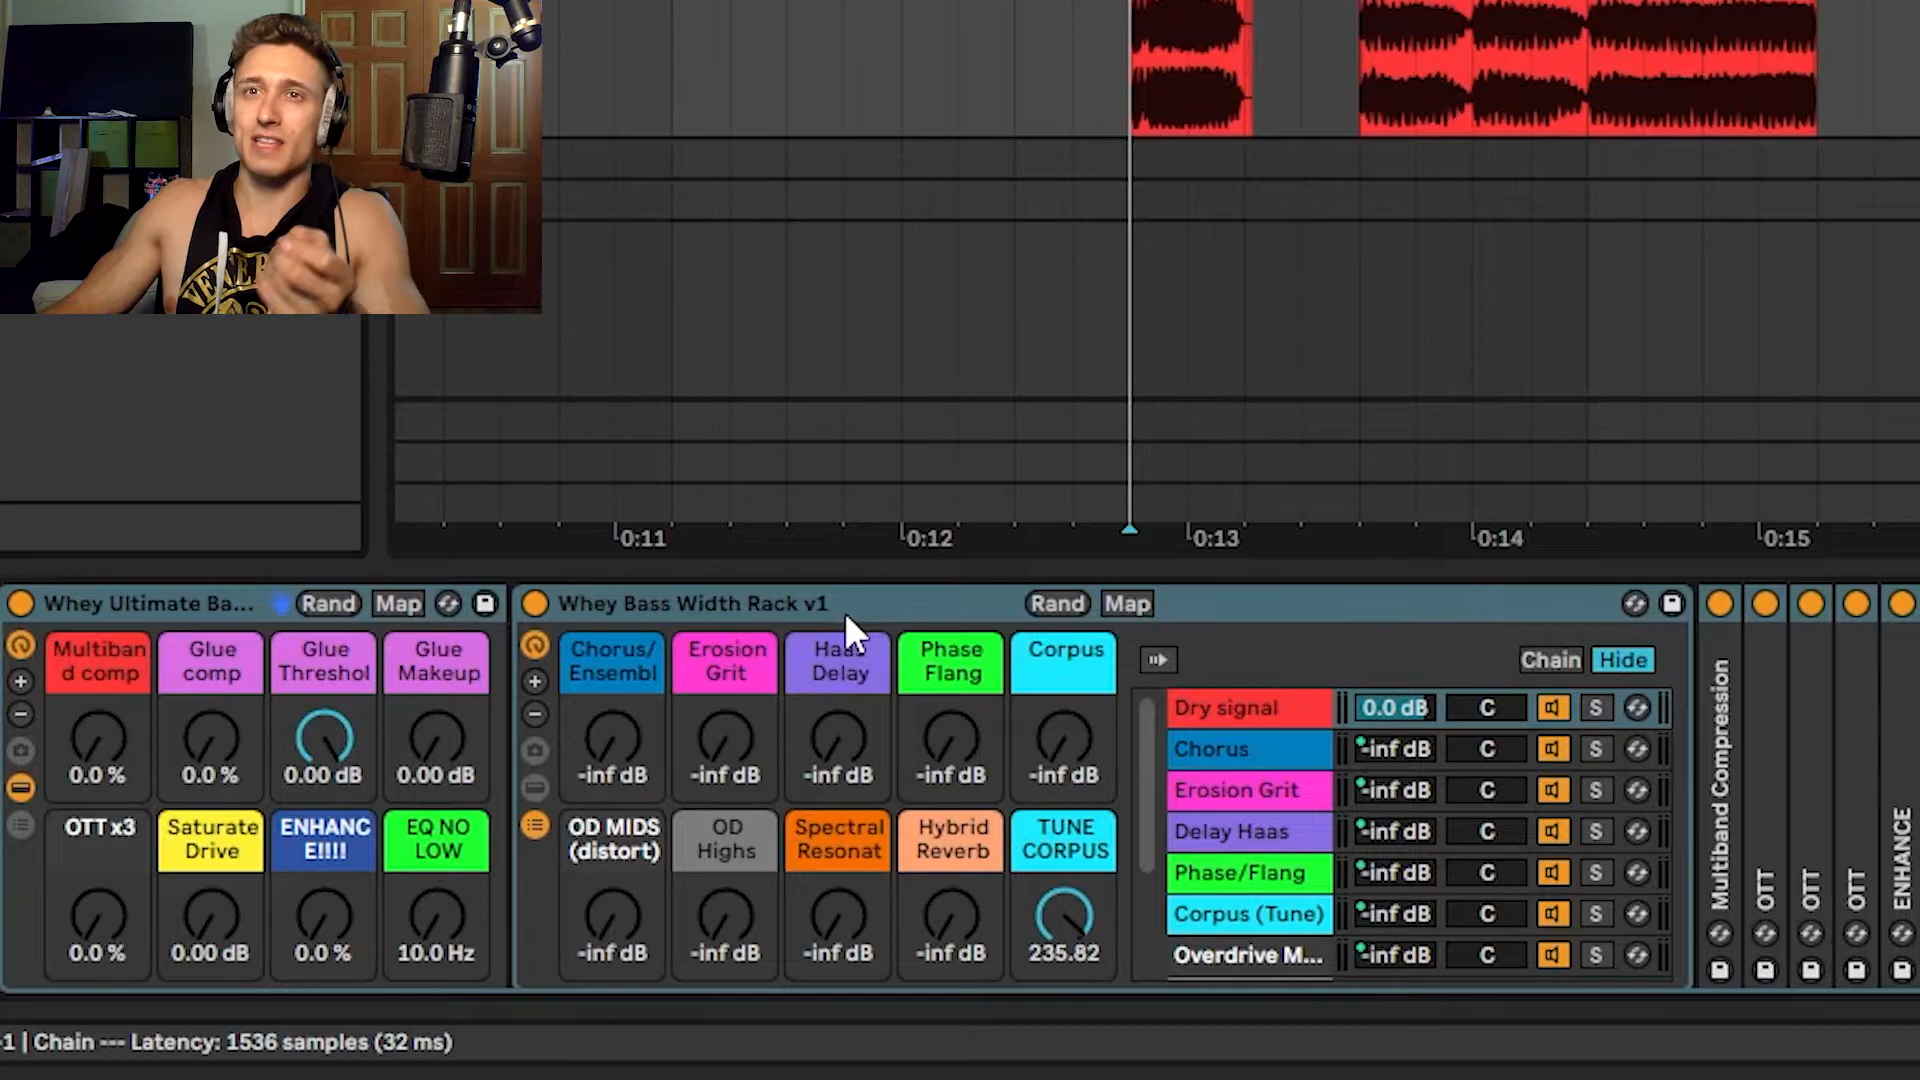 VENER
0:11
0:12
0:13
0:14
0:15
Whey Ultimate Ba...
Rand
Map
Whey Bass Width Rack v1
Rand
Map
Multiban
d comp
Glue
comp
Glue
Threshol
Glue
Makeup
0.0 %
0.0 %
0.00 dB
0.00 dB
OTT x3
Saturate
Drive
ENHANC
E!!!!
EQ NO
LOW
0.0 %
0.00 dB
0.0 %
10.0 Hz
Chorus/
Ensembl
Erosion
Grit
Haas
Delay
Phase
Flang
Corpus
-inf dB
-inf dB
-inf dB
-inf dB
-inf dB
OD MIDS
(distort)
OD
Highs
Spectral
Resonat
Hybrid
Reverb
TUNE
CORPUS
-inf dB
-inf dB
-inf dB
-inf dB
235.82
Chain
Hide
Dry signal 0.0 dB C S
Chorus -inf dB C S
Erosion Grit -inf dB C S
Delay Haas -inf dB C S
Phase/Flang -inf dB C S
Corpus (Tune) -inf dB C S
Overdrive M... -inf dB C S
Multiband Compression
OTT
OTT
OTT
ENHANCE
-1 | Chain --- Latency: 1536 samples (32 ms)